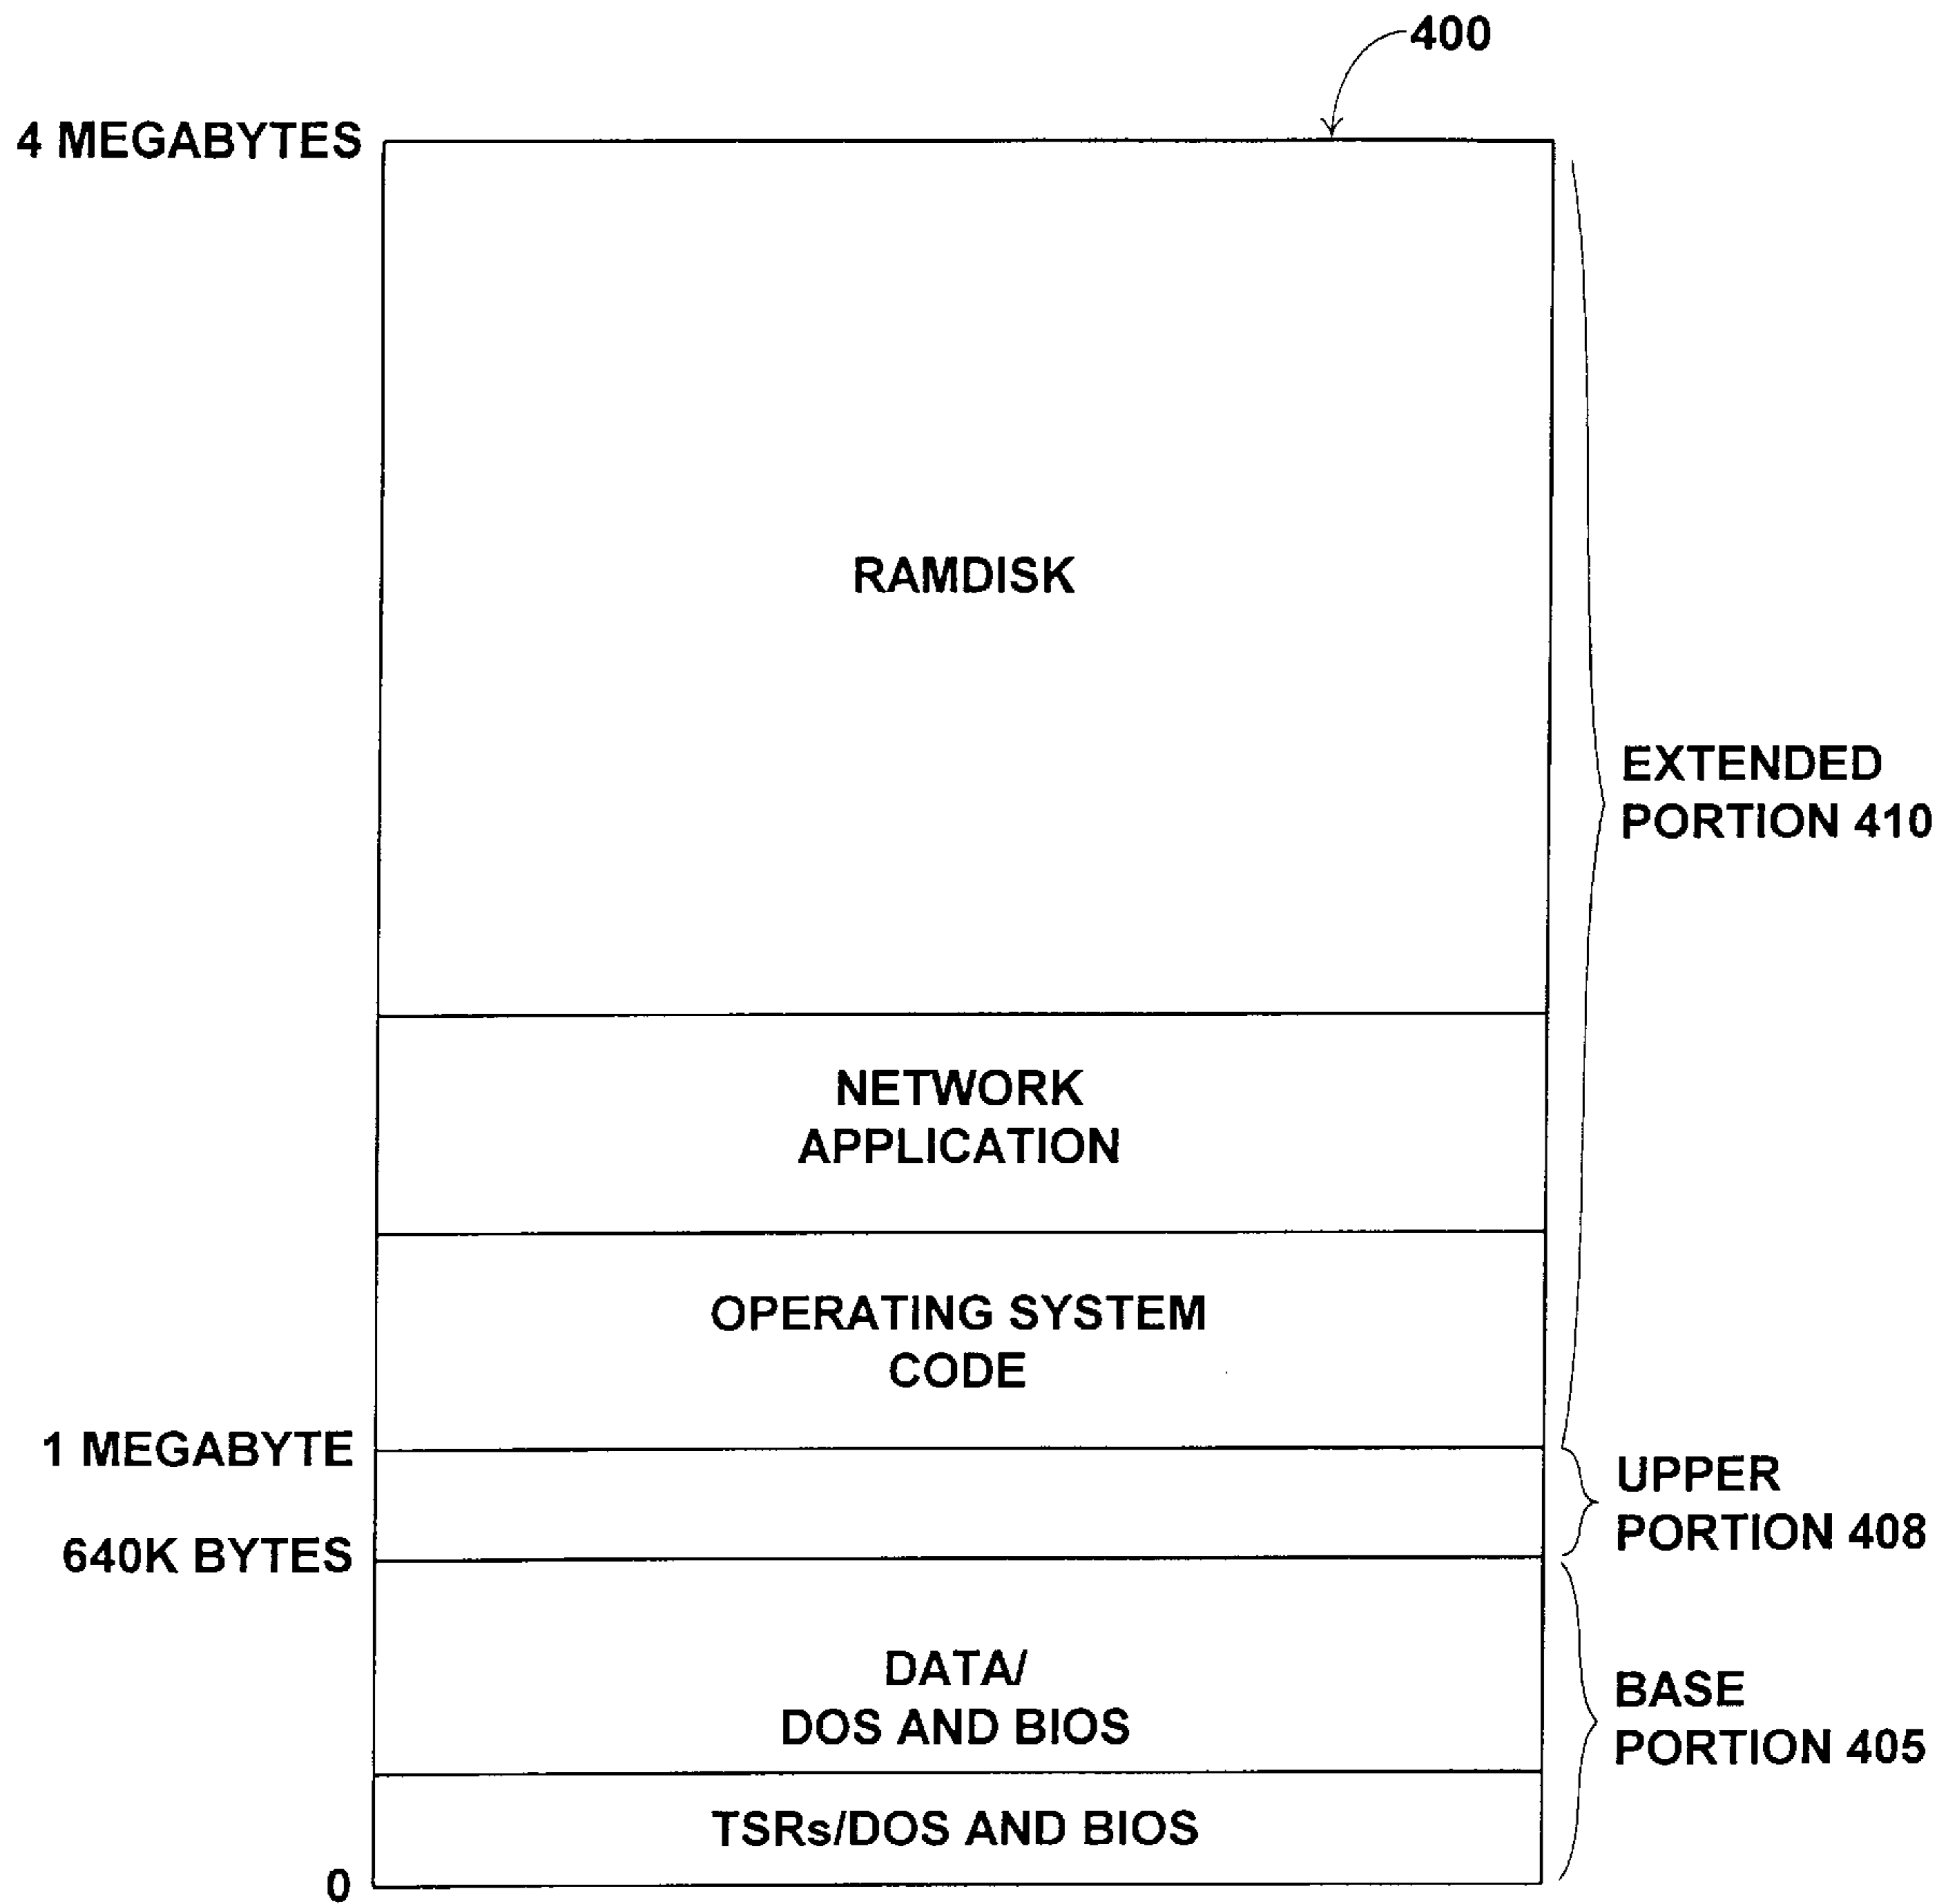 400
4 MEGABYTES
RAMDISK
EXTENDED
PORTION 410
NETWORK
APPLICATION
OPERATING SYSTEM
CODE
1 MEGABYTE
UPPER
PORTION 408
640K BYTES
DATA/
DOS AND BIOS
BASE
PORTION 405
TSRs/DOS AND BIOS
0